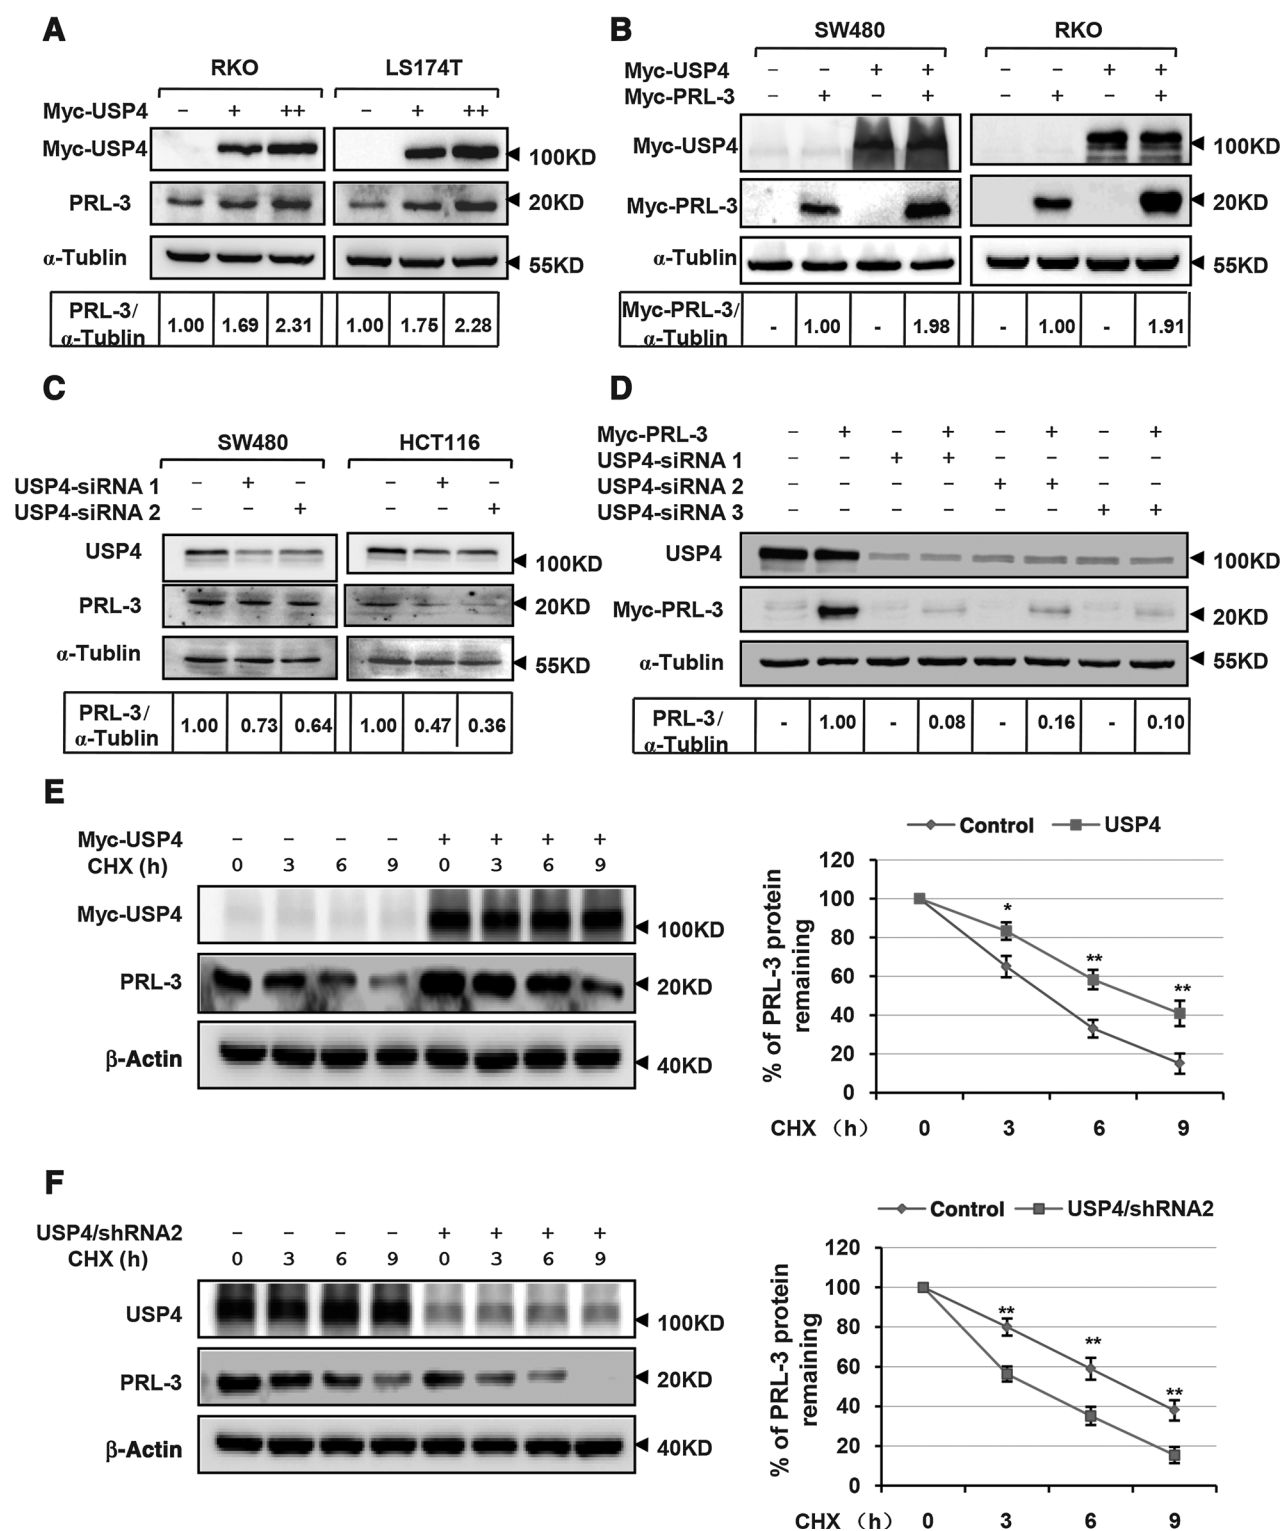 A
RKO LS174T
Myc-USP4 – + ++ – + ++
Myc-USP4 100KD
PRL-3 20KD
α-Tublin 55KD
PRL-3/
α-Tublin 1.00 1.69 2.31 1.00 1.75 2.28
B
SW480 RKO
Myc-USP4 – – + + – – + +
Myc-PRL-3 – + – + – + – +
Myc-USP4 100KD
Myc-PRL-3 20KD
α-Tublin 55KD
Myc-PRL-3/
α-Tublin - 1.00 - 1.98 - 1.00 - 1.91
C
SW480 HCT116
USP4-siRNA 1 – + – – + –
USP4-siRNA 2 – – + – – +
USP4 100KD
PRL-3 20KD
α-Tublin 55KD
PRL-3/
α-Tublin 1.00 0.73 0.64 1.00 0.47 0.36
D
Myc-PRL-3 – + – + – + – +
USP4-siRNA 1 – – + + – – – –
USP4-siRNA 2 – – – – + + – –
USP4-siRNA 3 – – – – – – + +
USP4 100KD
Myc-PRL-3 20KD
α-Tublin 55KD
PRL-3/
α-Tublin - 1.00 - 0.08 - 0.16 - 0.10
E
Myc-USP4 – – – – + + + +
CHX (h) 0 3 6 9 0 3 6 9
Myc-USP4 100KD
PRL-3 20KD
β-Actin 40KD
Control USP4
% of PRL-3 protein
remaining
120
100
80
60
40
20
0
*
**
**
CHX (h) 0 3 6 9
F
USP4/shRNA2 – – – – + + + +
CHX (h) 0 3 6 9 0 3 6 9
USP4 100KD
PRL-3 20KD
β-Actin 40KD
Control USP4/shRNA2
% of PRL-3 protein
remaining
120
100
80
60
40
20
0
**
**
**
CHX (h) 0 3 6 9